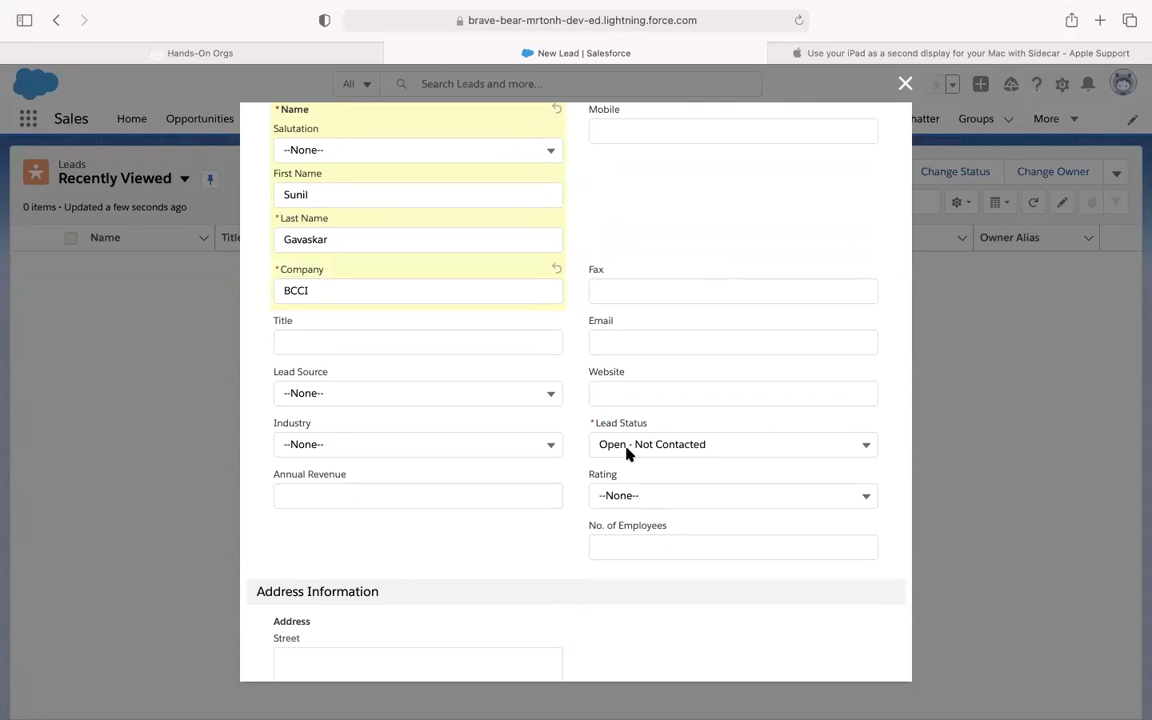 brave-bear-mrtonh-dev-ed.lightning.force.com
Hands-On Orgs
New Lead | Salesforce
Use your iPad as a second display for your Mac with Sidecar - Apple Support
All
Search Leads and more...
Sales
Home
Opportunities
hatter
Groups
More
Leads
Recently Viewed
Change Status
Change Owner
0 items • Updated a few seconds ago
Name
Title
Owner Alias
*Name
Mobile
Salutation
--None--
First Name
Sunil
*Last Name
Gavaskar
*Company
Fax
BCCI
Title
Email
Lead Source
Website
--None--
Industry
*Lead Status
--None--
Open - Not Contacted
Annual Revenue
Rating
--None--
No. of Employees
Address Information
Address
Street